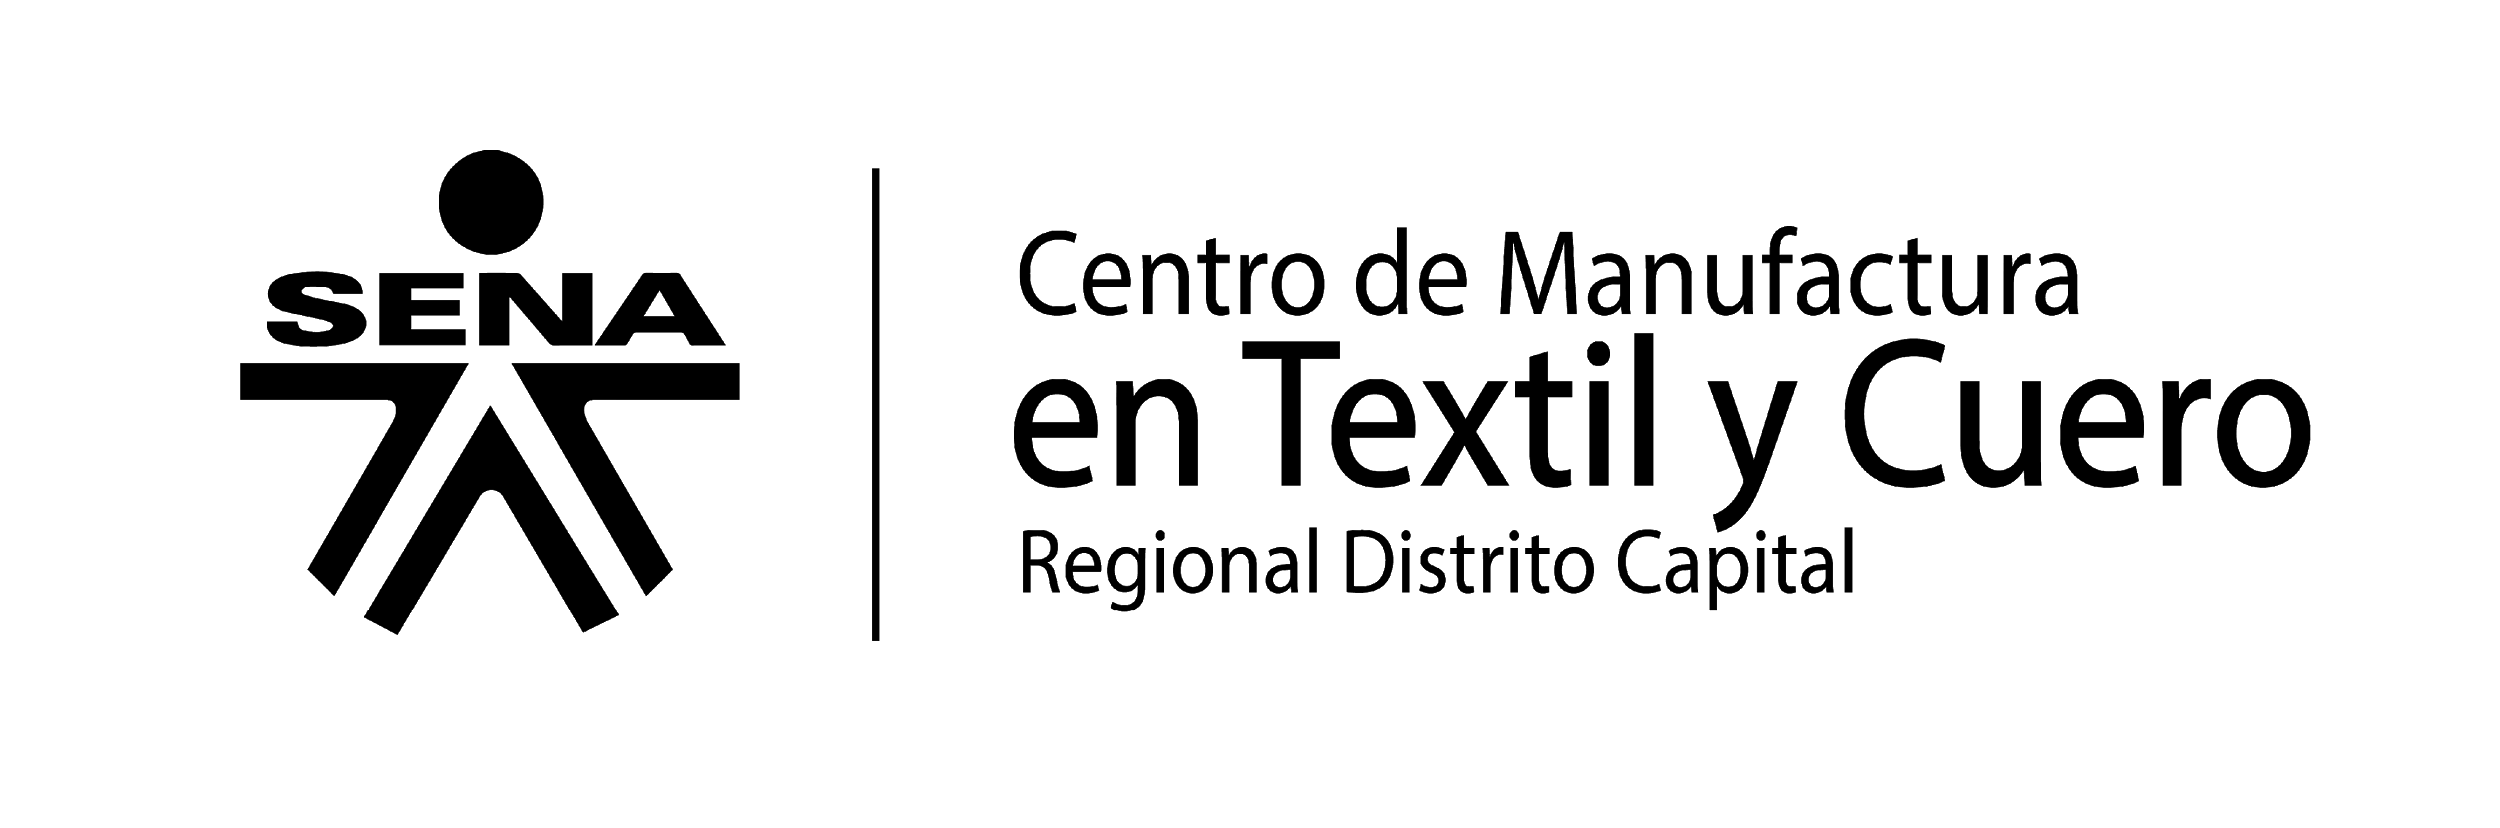 SENA
Centro de Manufactura
en Textil y Cuero
Regional Distrito Capital